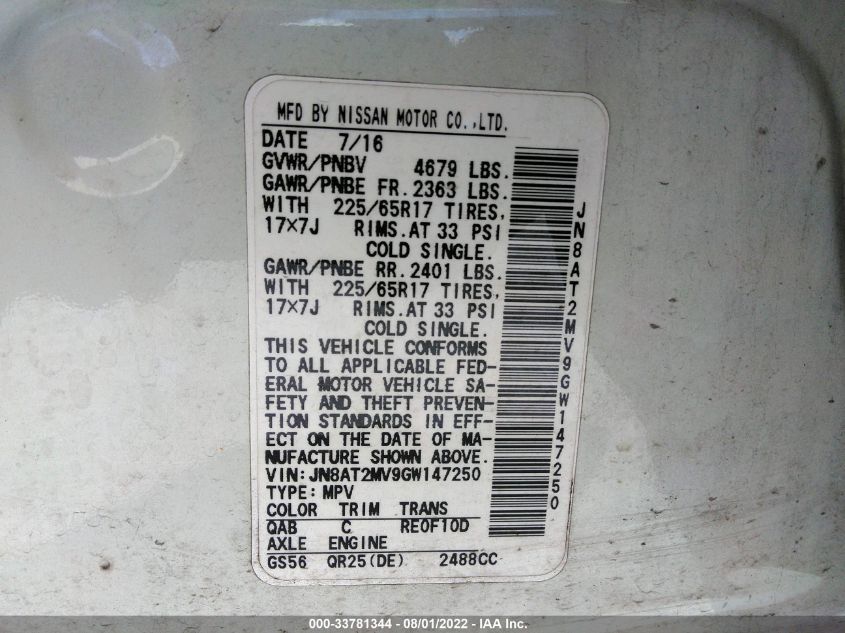 MFD BY NISSAN MOTOR CO.,LTD.
DATE 7/16
GVWR/PNBV 4679 LBS.
GAWR/PNBE FR. 2363 LBS.
WITH 225/65R17 TIRES,
17×7J RIMS. AT 33 PSI
COLD SINGLE.
GAWR/PNBE RR. 2401 LBS.
WITH 225/65R17 TIRES,
17×7J RIMS. AT 33 PSI
COLD SINGLE.
THIS VEHICLE CONFORMS
TO ALL APPLICABLE FED-
ERAL MOTOR VEHICLE SA-
FETY AND THEFT PREVEN-
TION STANDARDS IN EFF-
ECT ON THE DATE OF MA-
NUFACTURE SHOWN ABOVE.
VIN: JN8AT2MV9GW147250
TYPE: MPV
COLOR TRIM TRANS
QAB C RE0F10D
AXLE ENGINE
GS56 QR25(DE) 2488CC
JN8AT2MV9GW147250
000-33781344 - 08/01/2022 - IAA Inc.